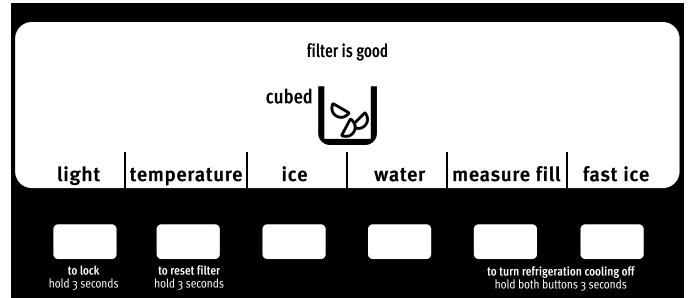 filter is good
cubed
light temperature ice water measure fill fast ice
to lock
hold 3 seconds
to reset filter
hold 3 seconds
to turn refrigeration cooling off
hold both buttons 3 seconds